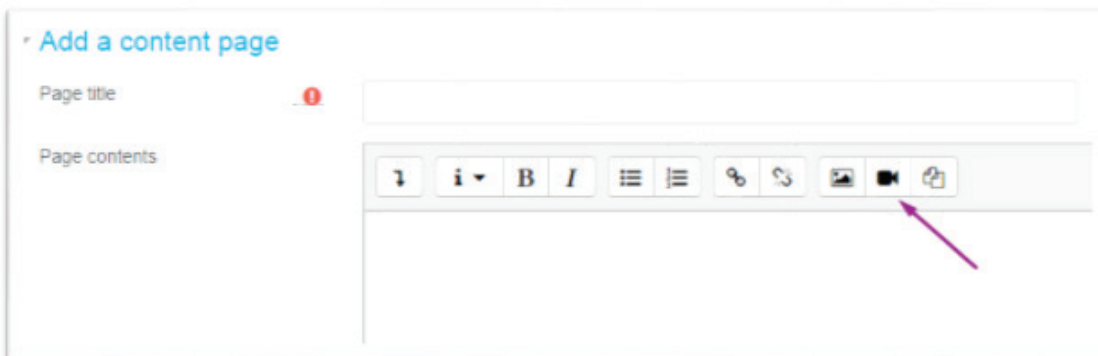 Add a content page
Page title
Page contents
i B I